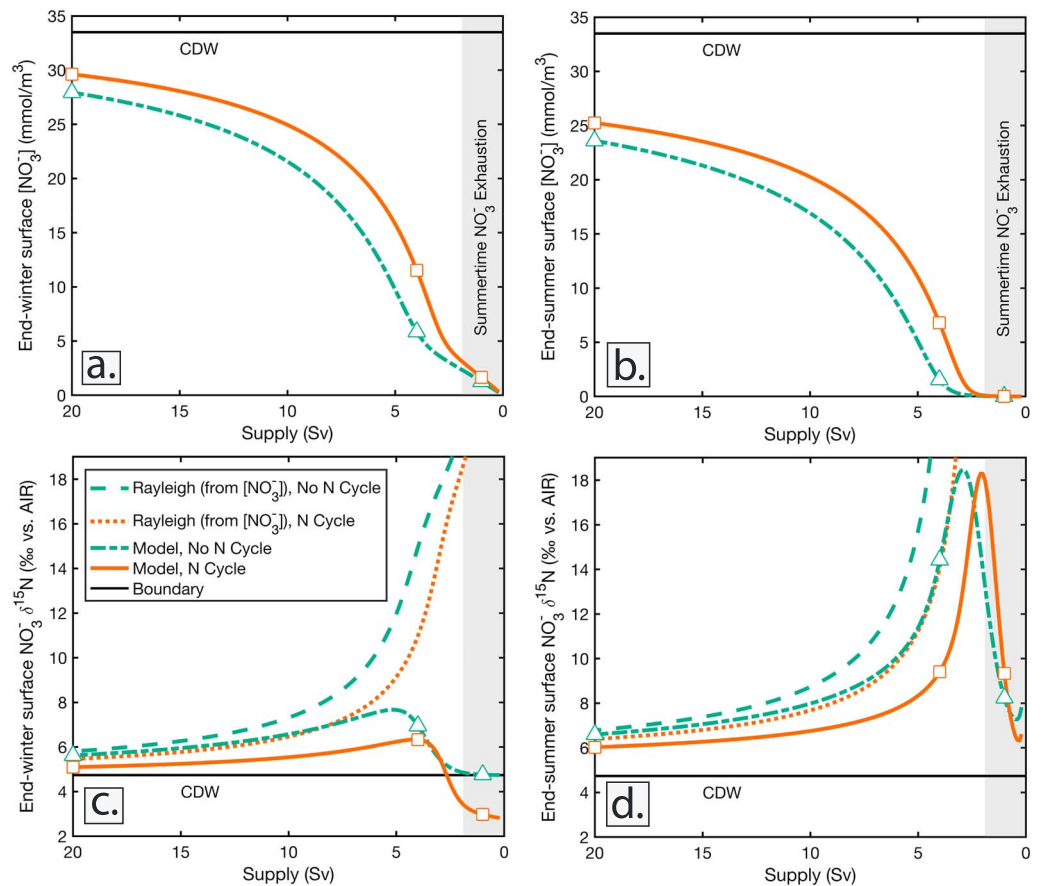 35
30
25
20
15
10
5
0
End-winter surface [NO₃⁻] (mmol/m³)
CDW
Summertime NO₃⁻ Exhaustion
a.
20
15
10
5
0
Supply (Sv)
35
30
25
20
15
10
5
0
End-summer surface [NO₃⁻] (mmol/m³)
CDW
Summertime NO₃⁻ Exhaustion
b.
20
15
10
5
0
Supply (Sv)
18
16
14
12
10
8
6
4
2
End-winter surface NO₃⁻ δ¹⁵N (‰ vs. AIR)
Rayleigh (from [NO₃⁻]), No N Cycle
Rayleigh (from [NO₃⁻]), N Cycle
Model, No N Cycle
Model, N Cycle
Boundary
CDW
c.
20
15
10
5
0
Supply (Sv)
18
16
14
12
10
8
6
4
2
End-summer surface NO₃⁻ δ¹⁵N (‰ vs. AIR)
CDW
d.
20
15
10
5
0
Supply (Sv)